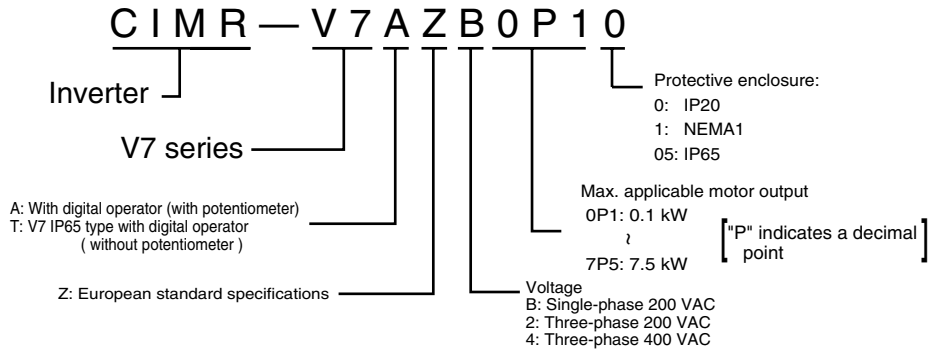 CIMR—V7AZB0P10
Inverter
V7 series
A: With digital operator (with potentiometer)
T: V7 IP65 type with digital operator
( without potentiometer )
Z: European standard specifications
Protective enclosure:
0: IP20
1: NEMA1
05: IP65
Max. applicable motor output
0P1: 0.1 kW
≀
7P5: 7.5 kW
["P" indicates a decimal
point]
Voltage
B: Single-phase 200 VAC
2: Three-phase 200 VAC
4: Three-phase 400 VAC